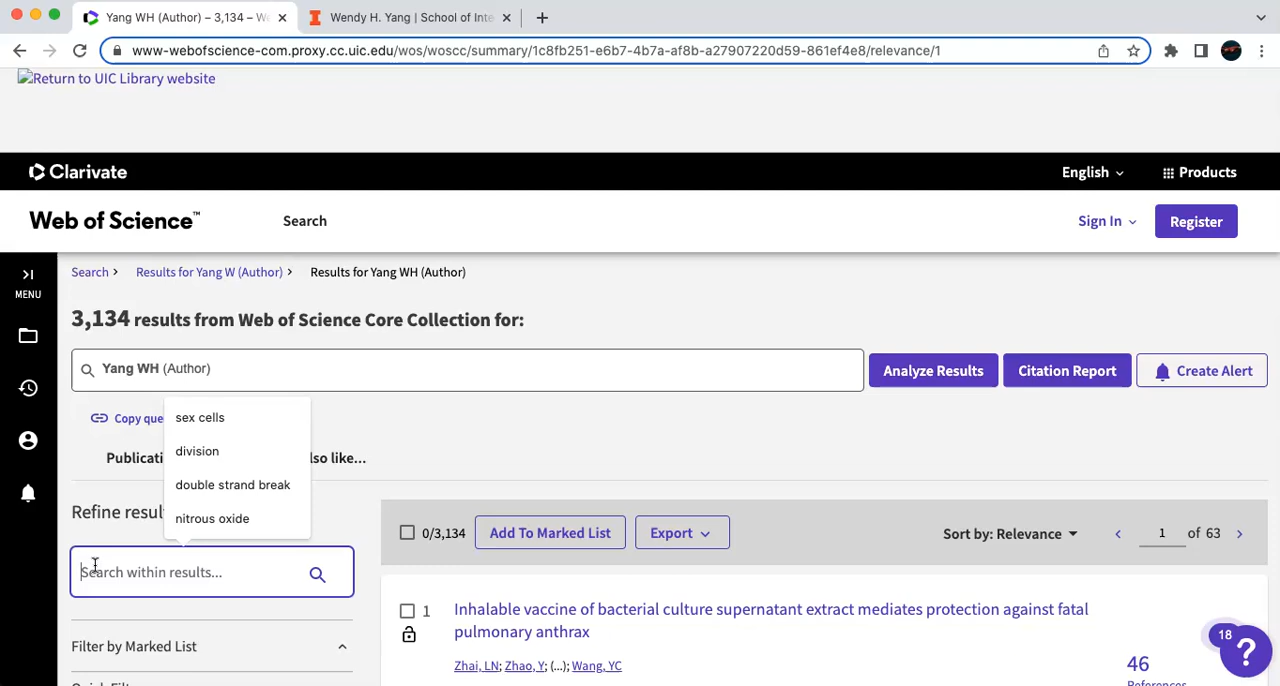 Yang WH (Author) – 3,134 – We
Wendy H. Yang | School of Inte
www-webofscience-com.proxy.cc.uic.edu/wos/woscc/summary/1c8fb251-e6b7-4b7a-af8b-a27907220d59-861ef4e8/relevance/1
Return to UIC Library website
Clarivate
English
Products
Web of Science™
Search
Sign In
Register
MENU
Search > Results for Yang W (Author) > Results for Yang WH (Author)
3,134 results from Web of Science Core Collection for:
Yang WH (Author)
Analyze Results
Citation Report
Create Alert
Copy que
sex cells
division
double strand break
nitrous oxide
Publicati
lso like...
Refine resul
Search within results...
0/3,134
Add To Marked List
Export
Sort by: Relevance
< 1 of 63 >
Filter by Marked List
1
Inhalable vaccine of bacterial culture supernatant extract mediates protection against fatal
pulmonary anthrax
Zhai, LN; Zhao, Y; (...); Wang, YC
46
References
18
?